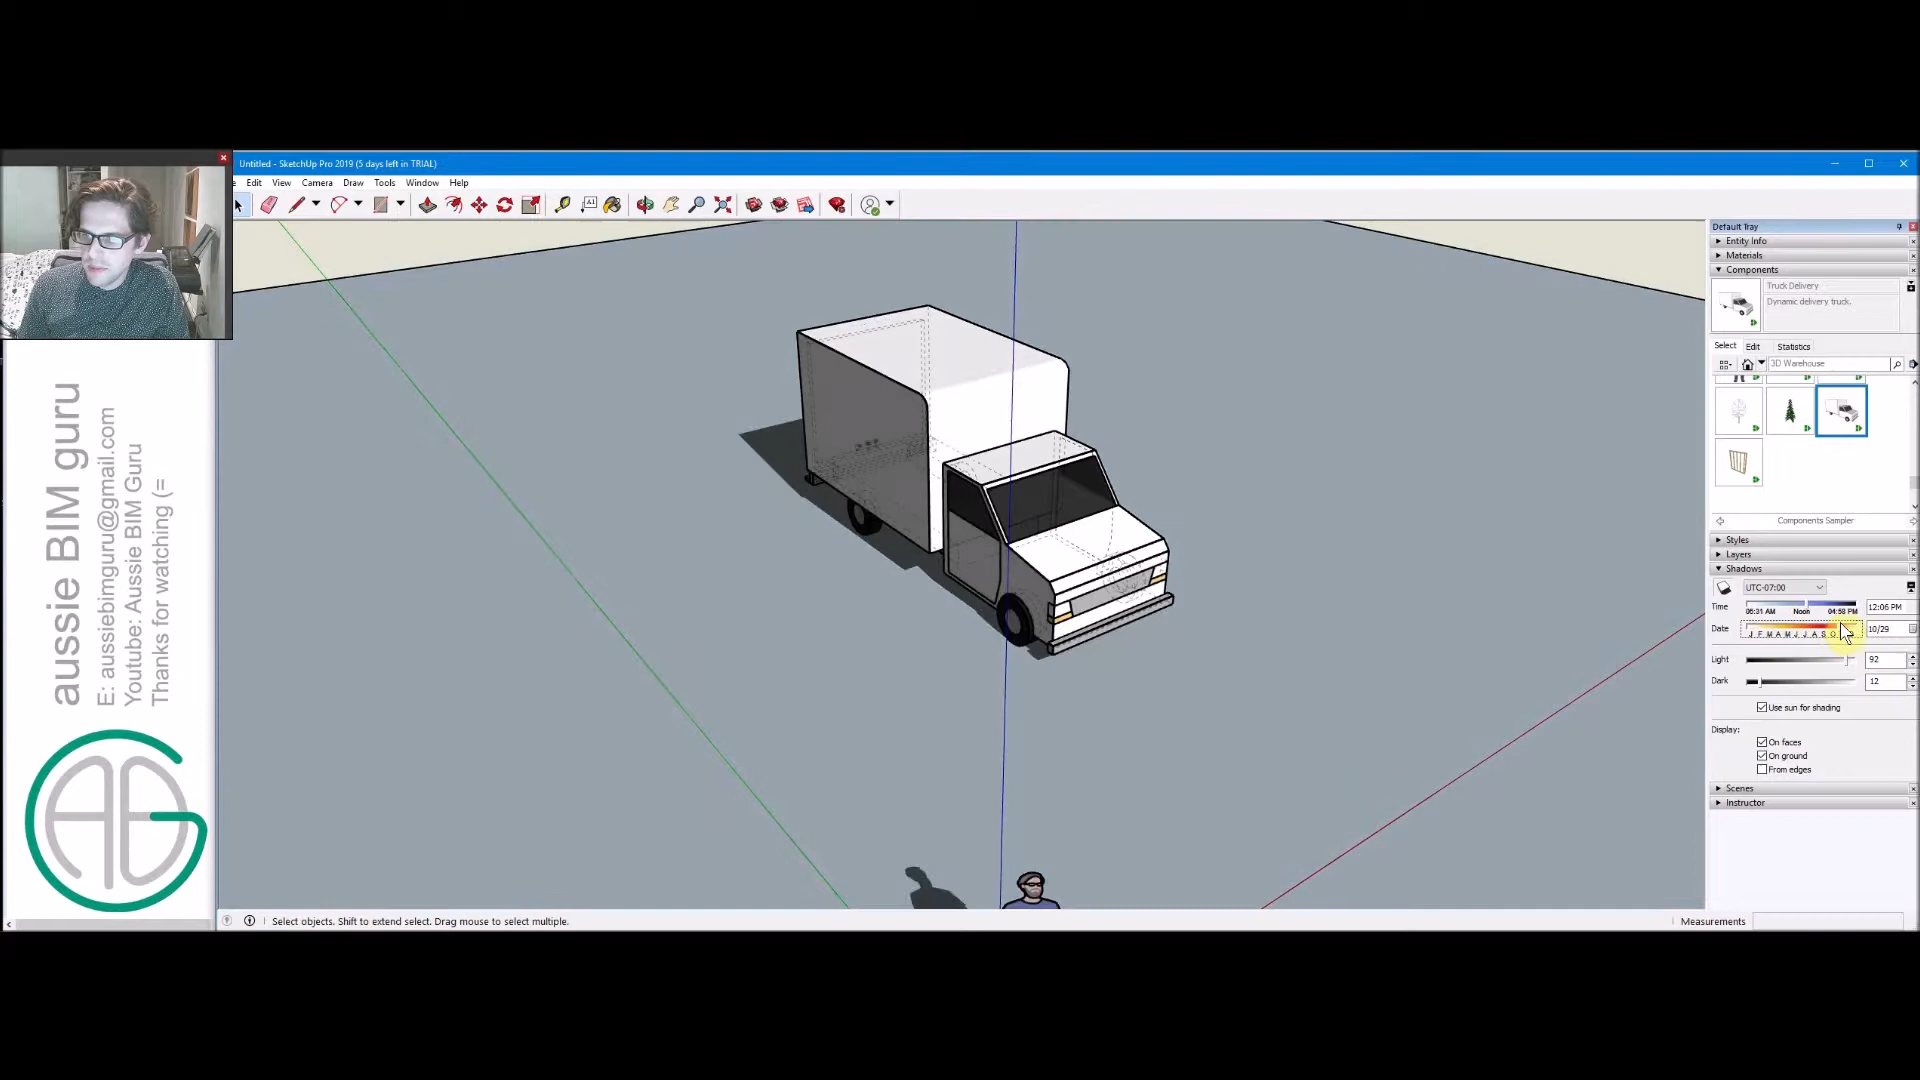 Untitled - SketchUp Pro 2019 (5 days left in TRIAL)
Edit View Camera Draw Tools Window Help
Default Tray
Entity Info
Materials
Components
Truck Delivery
Dynamic delivery truck.
Select Edit Statistics
3D Warehouse
Components Sampler
Styles
Layers
Shadows
UTC-07:00
Time 06:31 AM Noon 04:58 PM 12:06 PM
Date J F M A M J J A S O 10/29
Light 92
Dark 12
Use sun for shading
Display:
On faces
On ground
From edges
Scenes
Instructor
aussie BIM guru
E: aussiebimguru@gmail.com
Youtube: Aussie BIM Guru
Thanks for watching (=
Select objects. Shift to extend select. Drag mouse to select multiple.
Measurements